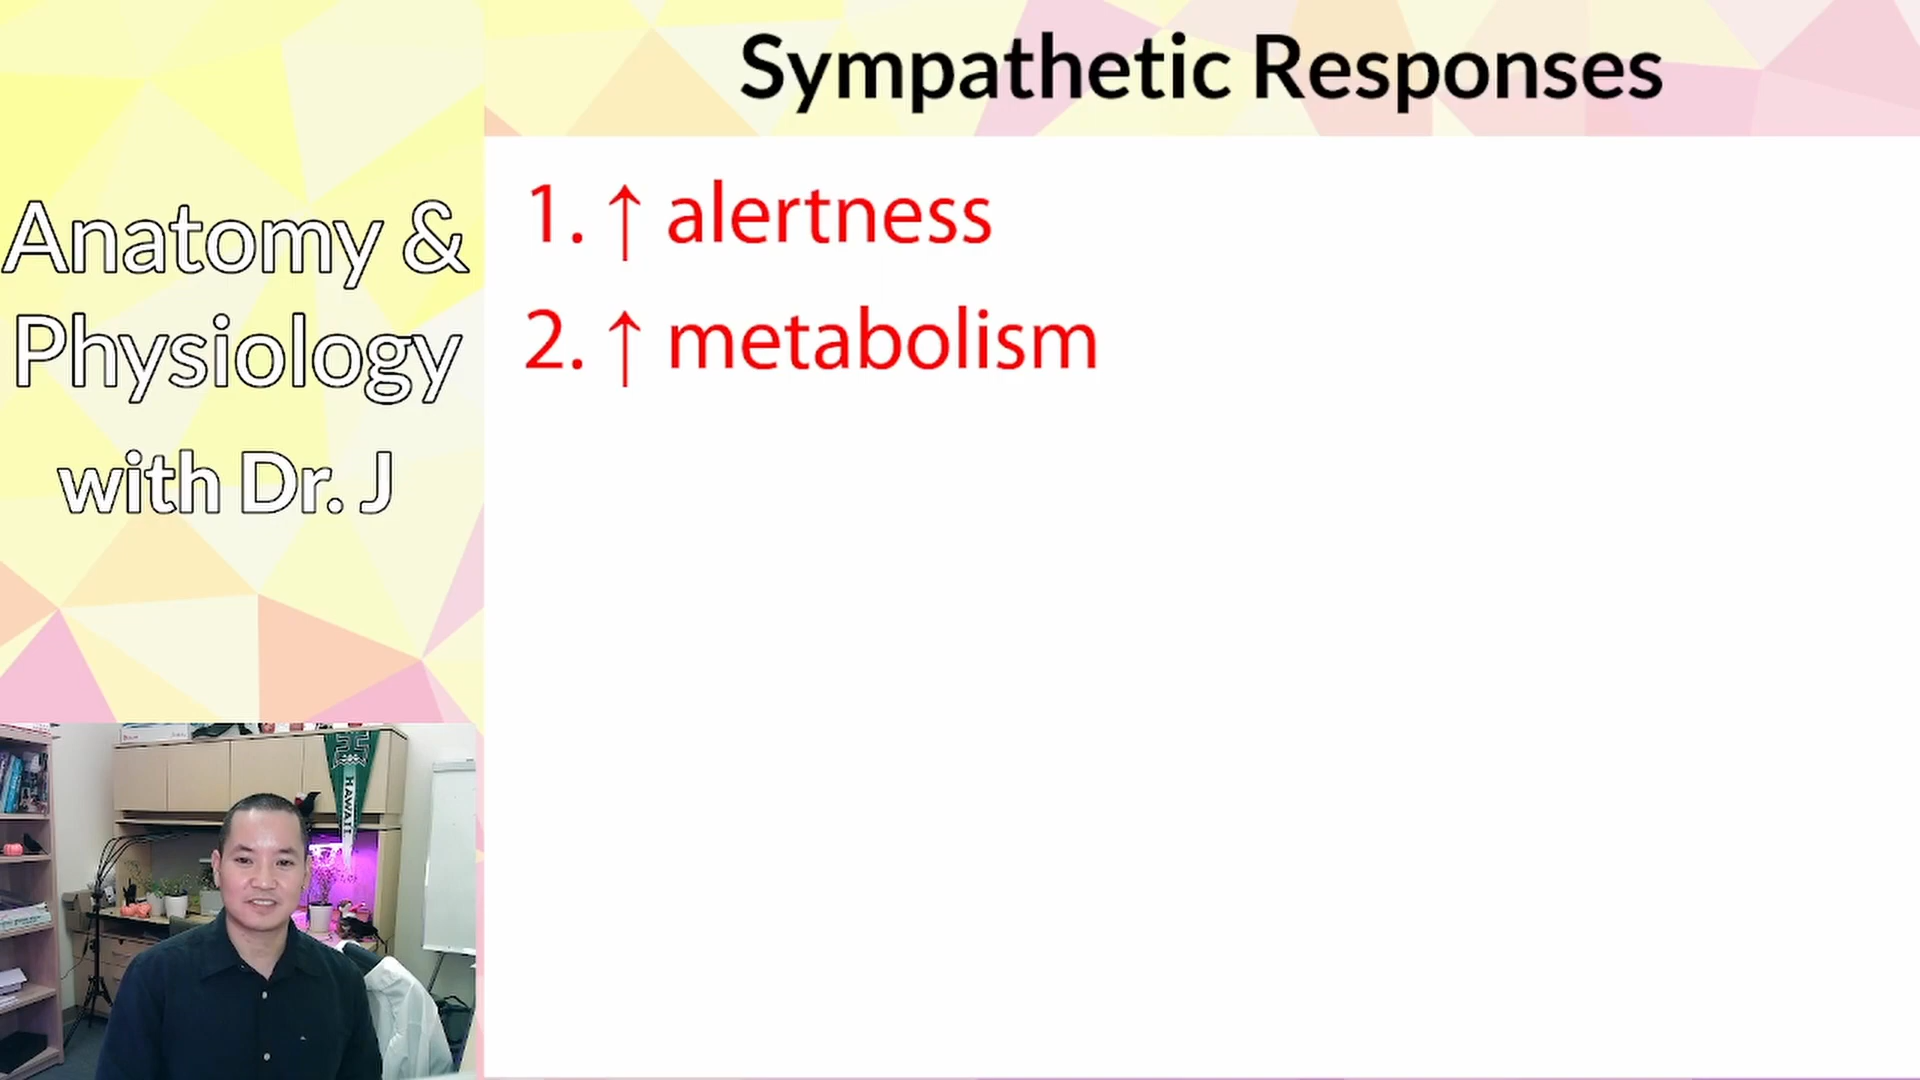 Sympathetic Responses
1. ↑ alertness
2. ↑ metabolism
Anatomy &
Physiology
with Dr. J
HAWAII